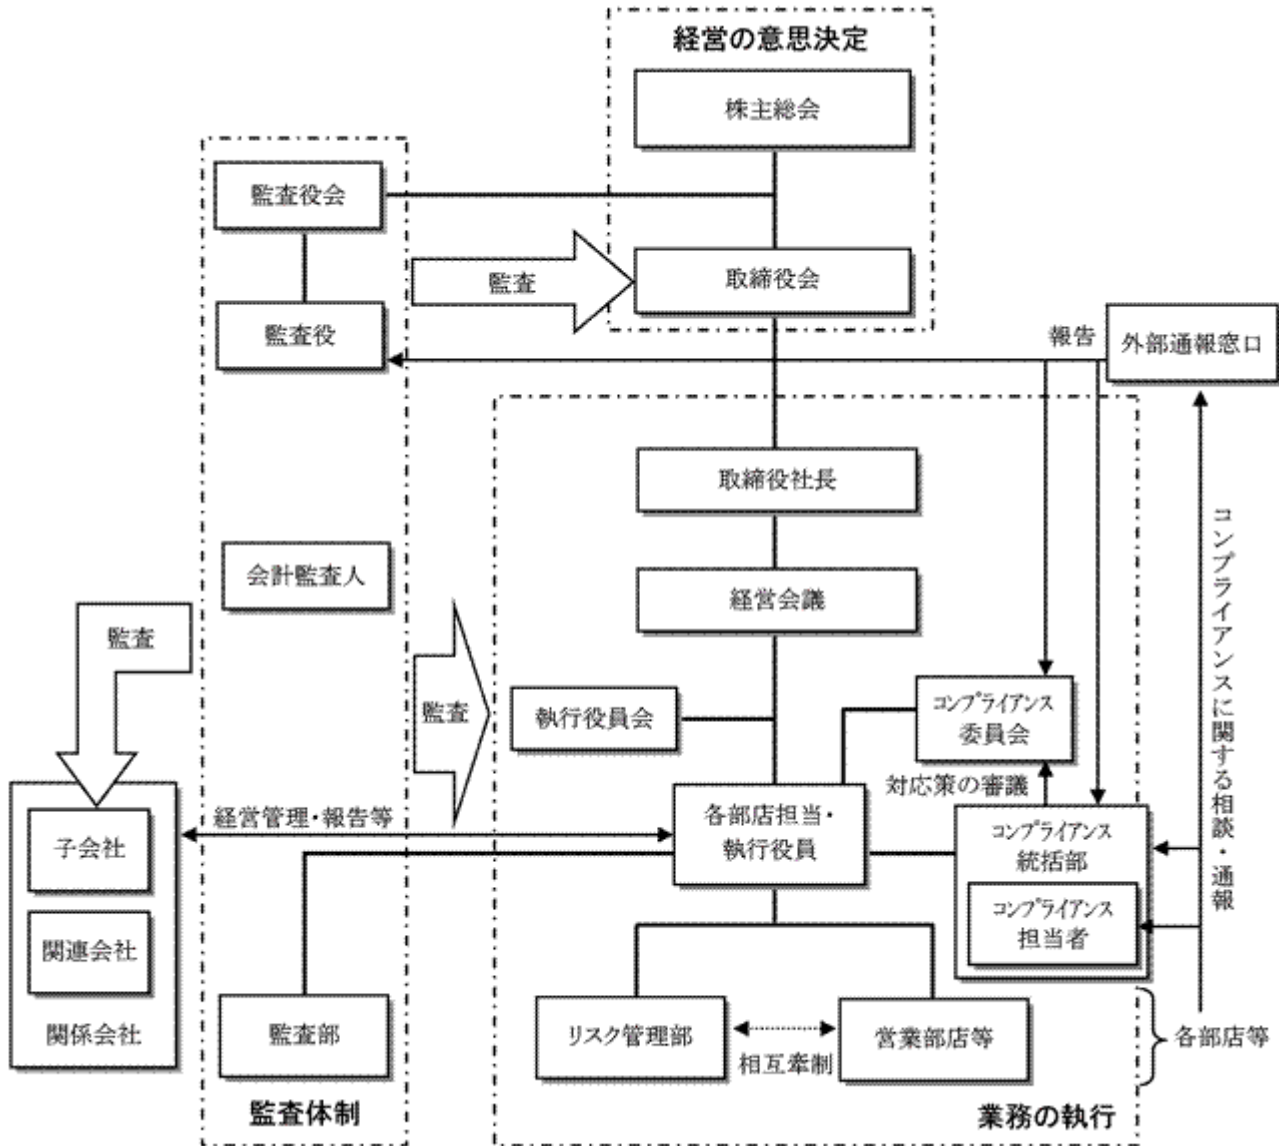 経営の意思決定
株主総会
監査役会
監査
取締役会
監査役
報告
外部通報窓口
取締役社長
会計監査人
経営会議
監査
監査
執行役員会
コンプライアンス
委員会
対応策の審議
コンプライアンスに関する相談・通報
経営管理・報告等
各部店担当・
執行役員
コンプライアンス
統括部
コンプライアンス
担当者
子会社
関連会社
関係会社
監査部
リスク管理部
相互牽制
営業部店等
各部店等
監査体制
業務の執行